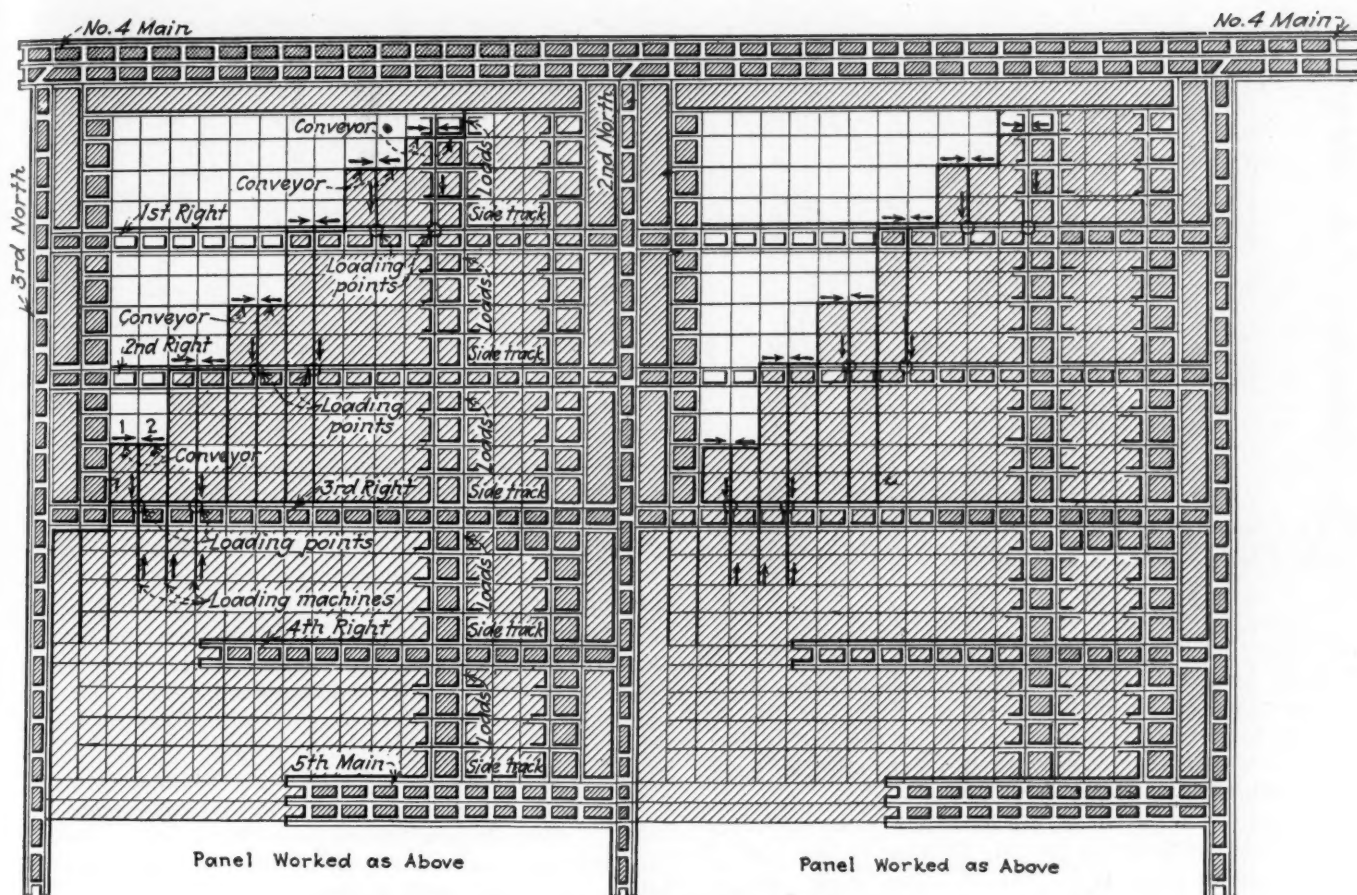 No. 4 Main
No. 4 Main
3rd North
2nd North
Conveyor
Loads
Conveyor
1st Right
Side track
Loading
points
Loads
Conveyor
2nd Right
Side track
Loading
points
Loads
1 2
Conveyor
3rd Right
Side track
Loading points
Loads
Loading machines
4th Right
Side track
Loads
5th Main
Side track
Panel Worked as Above
Panel Worked as Above